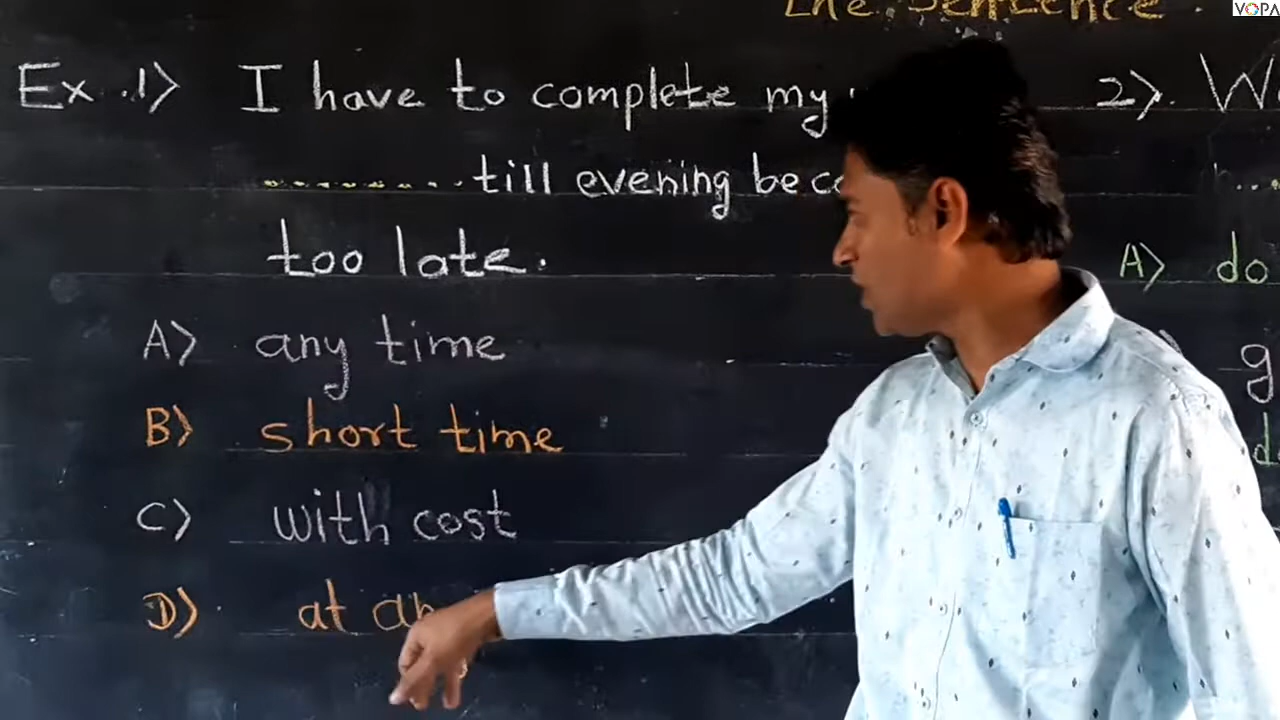 The Sentence.
VOPA
Ex.1) I have to complete my
2).
.......... till evening
too late.
A) do
A) any time
B) short time
C) with cost
D) at